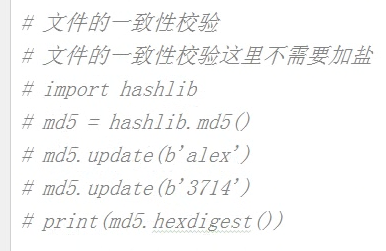 # 文件的一致性校验
# 文件的一致性校验这里不需要加盐
# import hashlib
# md5 = hashlib.md5()
# md5.update(b'alex')
# md5.update(b'3714')
# print(md5.hexdigest())